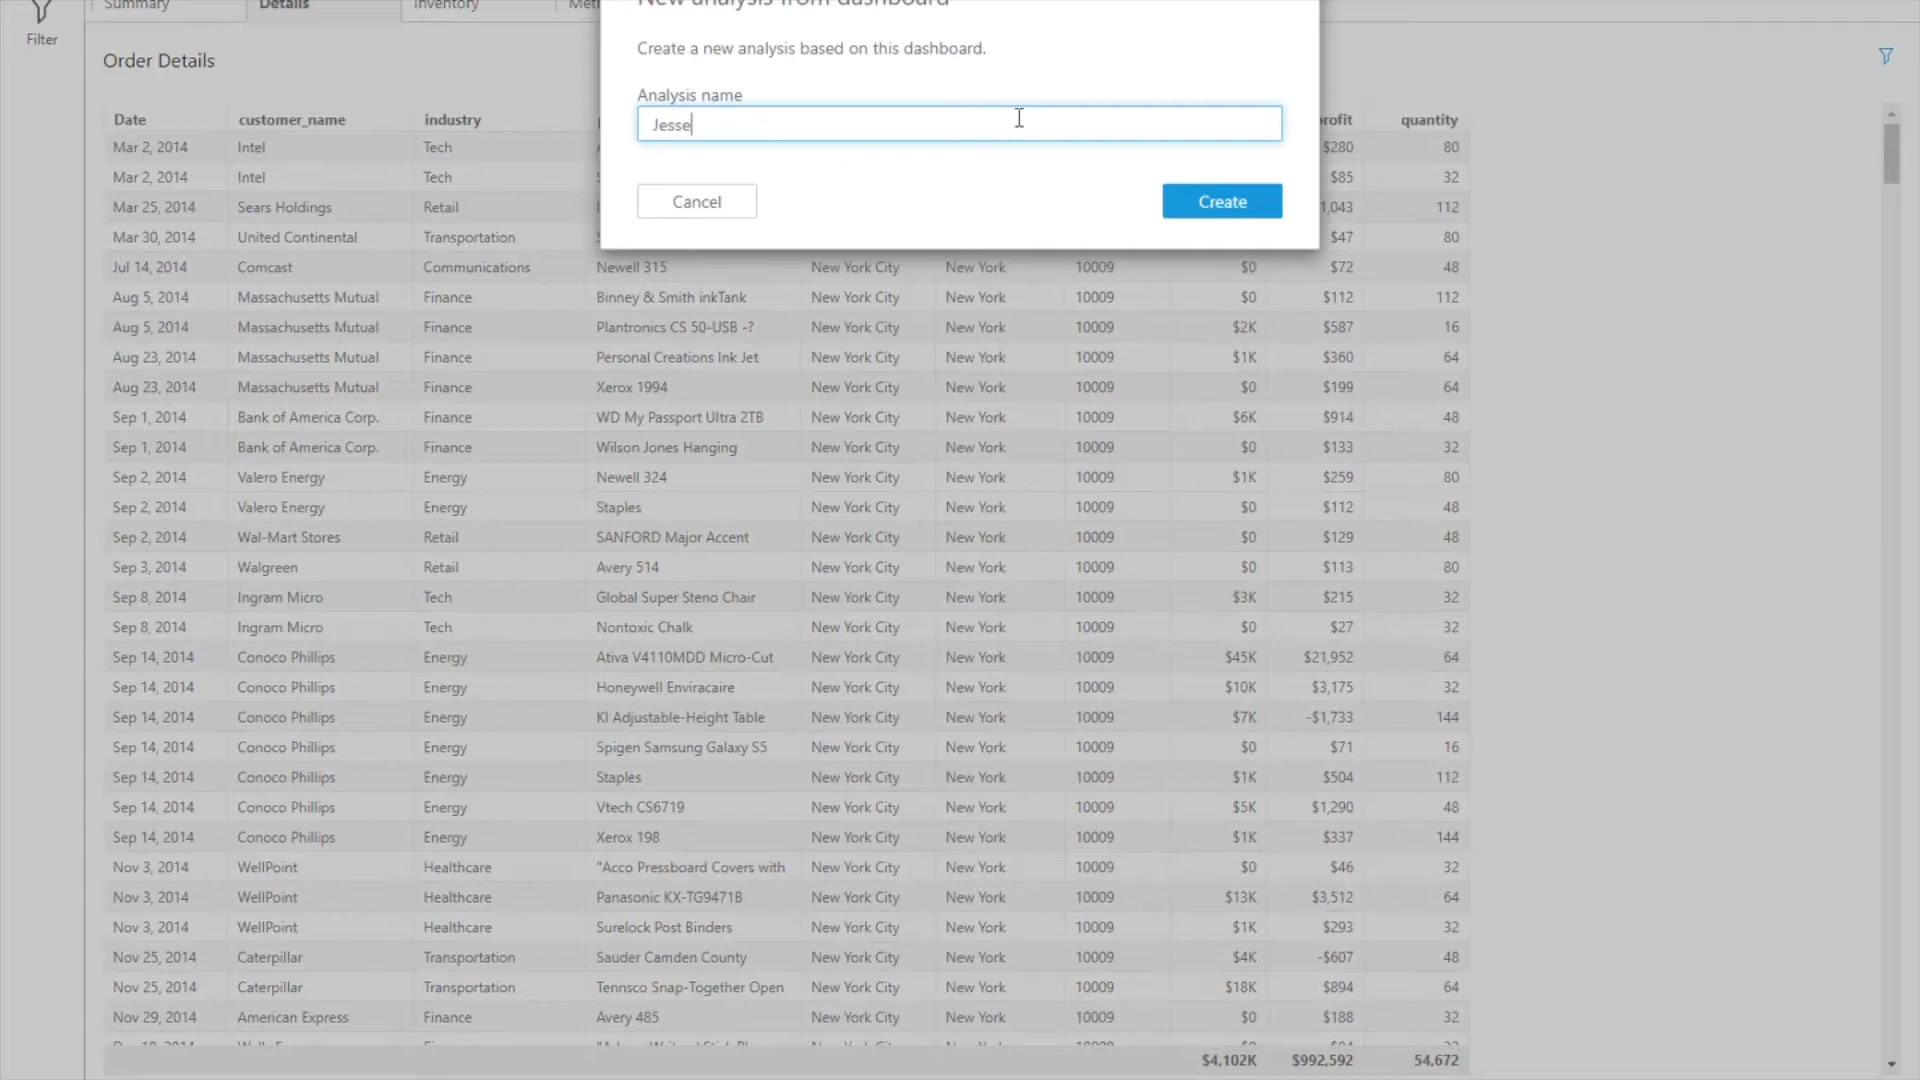 Summary Details Inventory
New analysis from dashboard
Filter
Create a new analysis based on this dashboard.
Order Details
Analysis name
Jesse
Cancel Create
Date customer_name industry quantity
Mar 2, 2014 Intel Tech $280 80
Mar 2, 2014 Intel Tech $85 32
Mar 25, 2014 Sears Holdings Retail 1,043 112
Mar 30, 2014 United Continental Transportation $47 80
Jul 14, 2014 Comcast Communications Newell 315 New York City New York 10009 $0 $72 48
Aug 5, 2014 Massachusetts Mutual Finance Binney & Smith inkTank New York City New York 10009 $0 $112 112
Aug 5, 2014 Massachusetts Mutual Finance Plantronics CS 50-USB -? New York City New York 10009 $2K $587 16
Aug 23, 2014 Massachusetts Mutual Finance Personal Creations Ink Jet New York City New York 10009 $1K $360 64
Aug 23, 2014 Massachusetts Mutual Finance Xerox 1994 New York City New York 10009 $0 $199 64
Sep 1, 2014 Bank of America Corp. Finance WD My Passport Ultra 2TB New York City New York 10009 $6K $914 48
Sep 1, 2014 Bank of America Corp. Finance Wilson Jones Hanging New York City New York 10009 $0 $133 32
Sep 2, 2014 Valero Energy Energy Newell 324 New York City New York 10009 $1K $259 80
Sep 2, 2014 Valero Energy Energy Staples New York City New York 10009 $0 $112 48
Sep 2, 2014 Wal-Mart Stores Retail SANFORD Major Accent New York City New York 10009 $0 $129 48
Sep 3, 2014 Walgreen Retail Avery 514 New York City New York 10009 $0 $113 80
Sep 8, 2014 Ingram Micro Tech Global Super Steno Chair New York City New York 10009 $3K $215 32
Sep 8, 2014 Ingram Micro Tech Nontoxic Chalk New York City New York 10009 $0 $27 32
Sep 14, 2014 Conoco Phillips Energy Ativa V4110MDD Micro-Cut New York City New York 10009 $45K $21,952 64
Sep 14, 2014 Conoco Phillips Energy Honeywell Enviracaire New York City New York 10009 $10K $3,175 32
Sep 14, 2014 Conoco Phillips Energy KI Adjustable-Height Table New York City New York 10009 $7K -$1,733 144
Sep 14, 2014 Conoco Phillips Energy Spigen Samsung Galaxy S5 New York City New York 10009 $0 $71 16
Sep 14, 2014 Conoco Phillips Energy Staples New York City New York 10009 $1K $504 112
Sep 14, 2014 Conoco Phillips Energy Vtech CS6719 New York City New York 10009 $5K $1,290 48
Sep 14, 2014 Conoco Phillips Energy Xerox 198 New York City New York 10009 $1K $337 144
Nov 3, 2014 WellPoint Healthcare "Acco Pressboard Covers with New York City New York 10009 $0 $46 32
Nov 3, 2014 WellPoint Healthcare Panasonic KX-TG9471B New York City New York 10009 $13K $3,512 64
Nov 3, 2014 WellPoint Healthcare Surelock Post Binders New York City New York 10009 $1K $293 32
Nov 25, 2014 Caterpillar Transportation Sauder Camden County New York City New York 10009 $4K -$607 48
Nov 25, 2014 Caterpillar Transportation Tennsco Snap-Together Open New York City New York 10009 $18K $894 64
Nov 29, 2014 American Express Finance Avery 485 New York City New York 10009 $0 $188 32
$4,102K $992,592 54,672